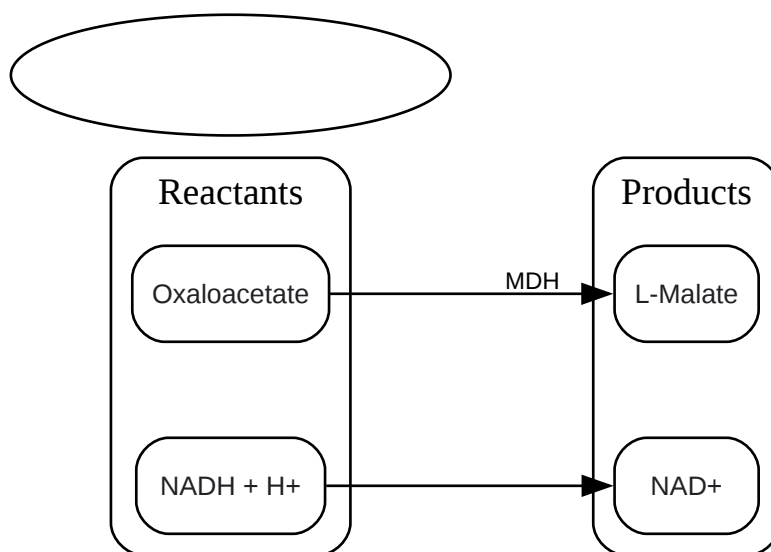 Reactants
Products
MDH
Oxaloacetate
L-Malate
NADH + H+
NAD+